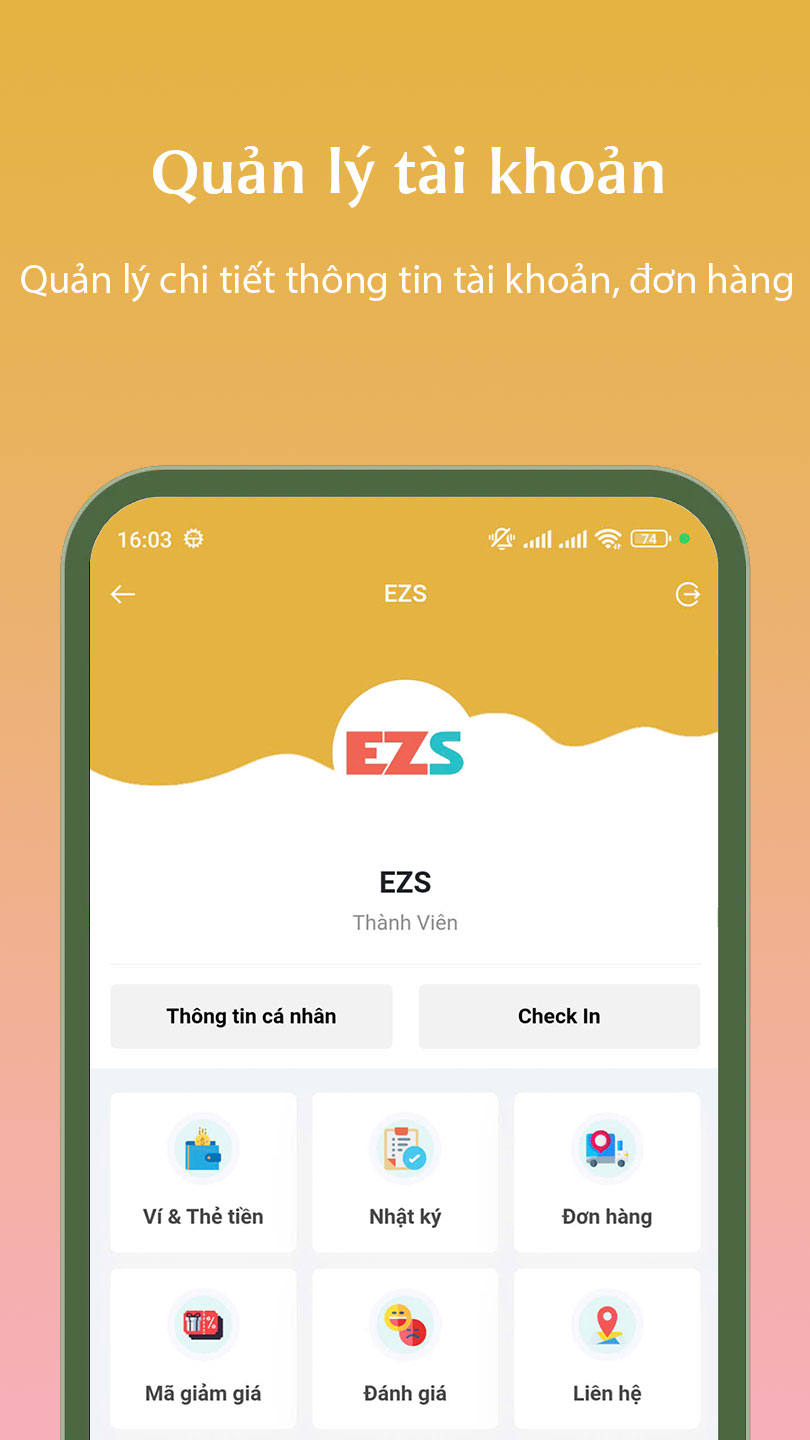 Quản lý tài khoản
Quản lý chi tiết thông tin tài khoản, đơn hàng
16:03
74
EZS
EZS
EZS
Thành Viên
Thông tin cá nhân
Check In
Ví & Thẻ tiền
Nhật ký
Đơn hàng
Mã giảm giá
Đánh giá
Liên hệ